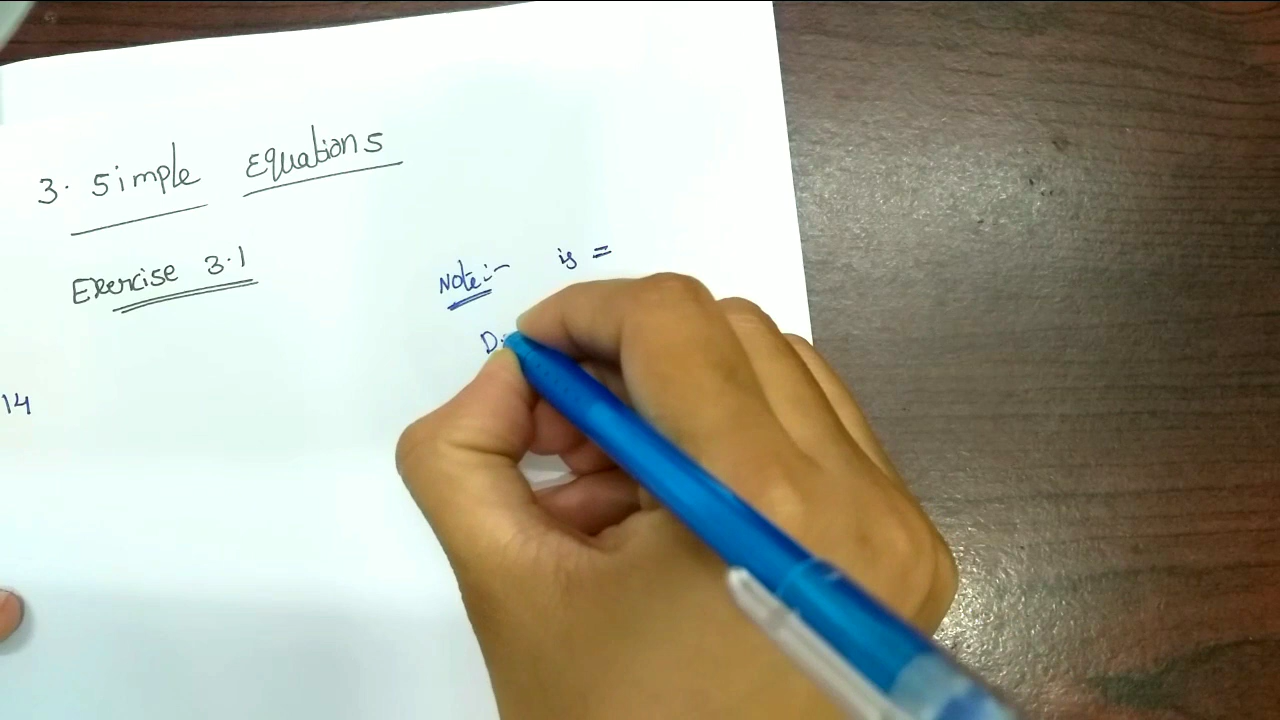 3. Simple Equations
Exercise 3.1
Note:- is =
D
14